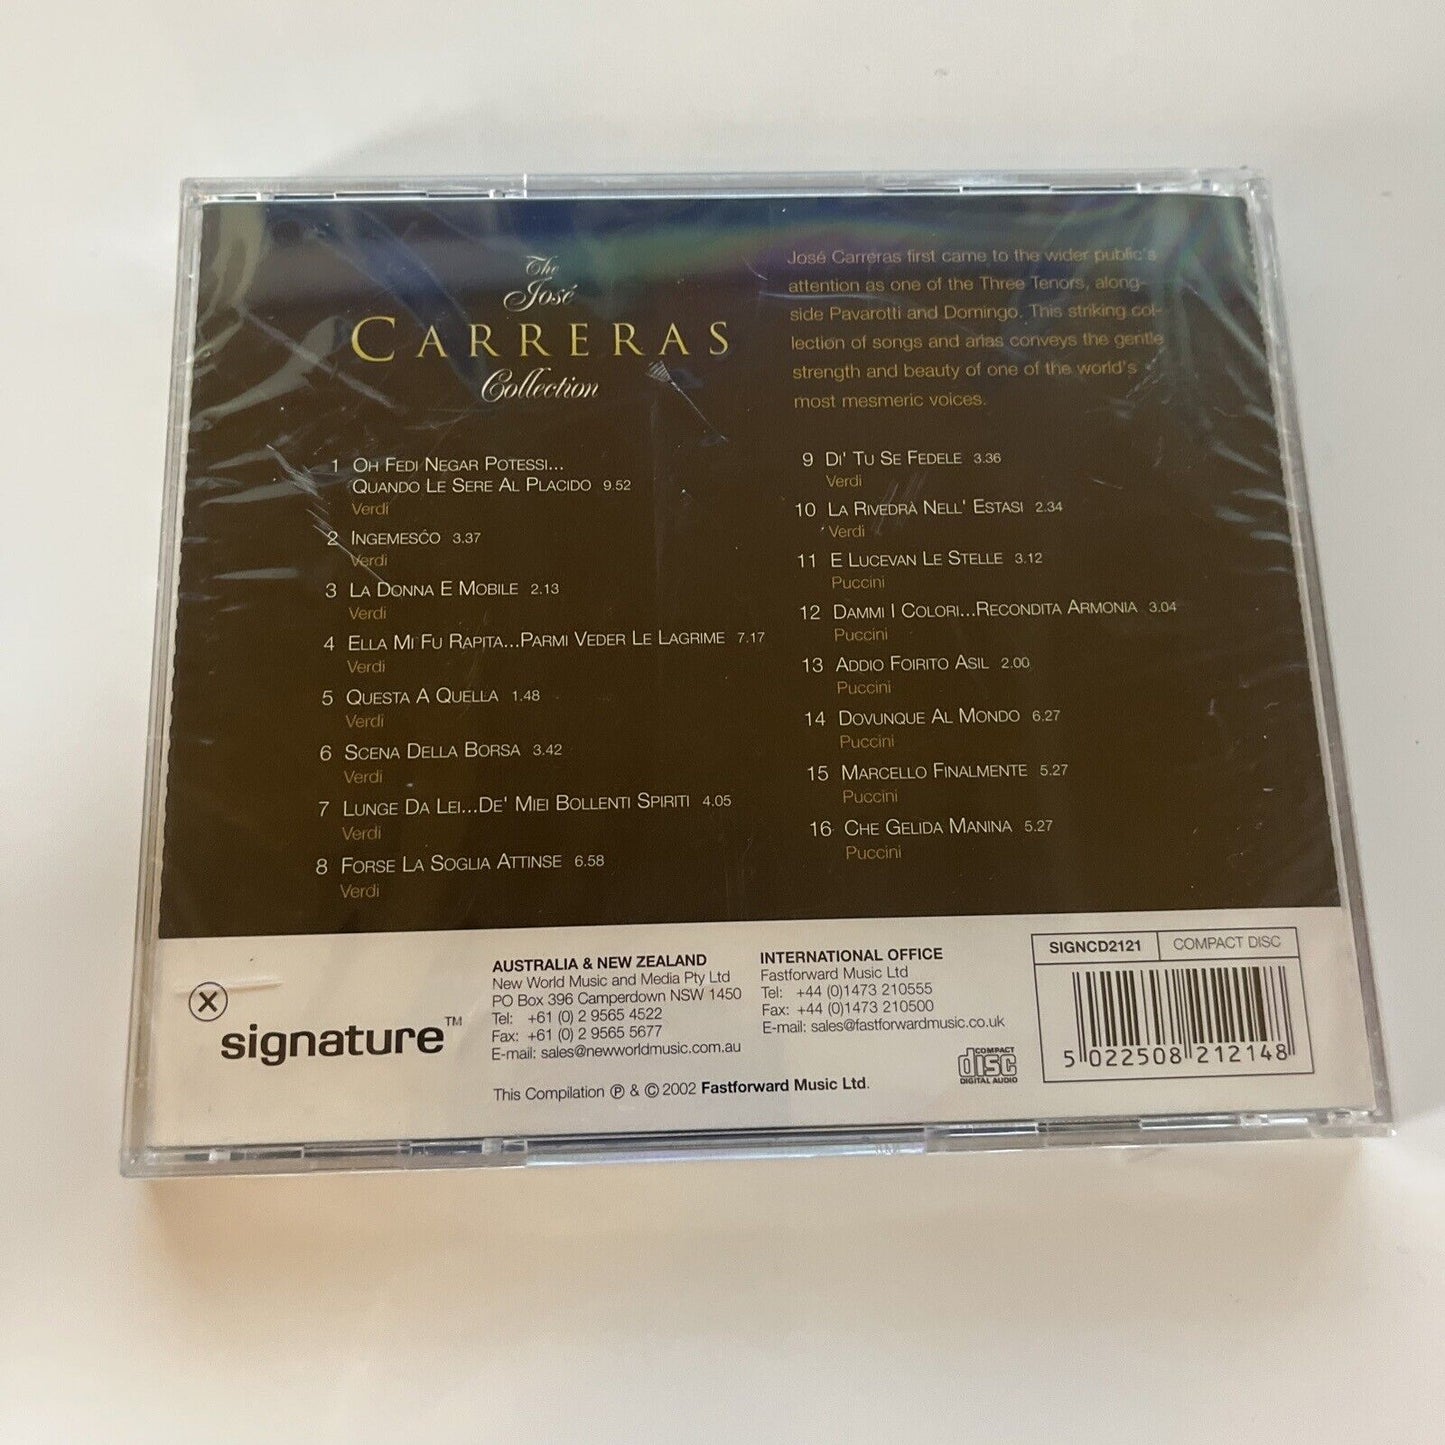 The
José
CARRERAS
Collection
José Carreras first came to the wider public's
attention as one of the Three Tenors, along-
side Pavarotti and Domingo. This striking col-
lection of songs and arias conveys the gentle
strength and beauty of one of the world's
most mesmeric voices.
1 OH FEDI NEGAR POTESSI...
QUANDO LE SERE AL PLACIDO 9.52
Verdi
2 INGEMESĆO 3.37
Verdi
3 LA DONNA E MOBILE 2.13
Verdi
4 ELLA MI FU RAPITA...PARMI VEDER LE LAGRIME 7.17
Verdi
5 QUESTA A QUELLA 1.48
Verdi
6 SCENA DELLA BORSA 3.42
Verdi
7 LUNGE DA LEI...DE' MIEI BOLLENTI SPIRITI 4.05
Verdi
8 FORSE LA SOGLIA ATTINSE 6.58
Verdi
9 DI' TU SE FEDELE 3.36
Verdi
10 LA RIVEDRÀ NELL' ESTASI 2.34
Verdi
11 E LUCEVAN LE STELLE 3.12
Puccini
12 DAMMI I COLORI...RECONDITA ARMONIA 3.04
Puccini
13 ADDIO FOIRITO ASIL 2.00
Puccini
14 DOVUNQUE AL MONDO 6.27
Puccini
15 MARCELLO FINALMENTE 5.27
Puccini
16 CHE GELIDA MANINA 5.27
Puccini
X
signature™
AUSTRALIA & NEW ZEALAND
New World Music and Media Pty Ltd
PO Box 396 Camperdown NSW 1450
Tel: +61 (0) 2 9565 4522
Fax: +61 (0) 2 9565 5677
E-mail: sales@newworldmusic.com.au
INTERNATIONAL OFFICE
Fastforward Music Ltd
Tel: +44 (0)1473 210555
Fax: +44 (0)1473 210500
E-mail: sales@fastforwardmusic.co.uk
This Compilation ℗ & © 2002 Fastforward Music Ltd.
COMPACT
disc
DIGITAL AUDIO
SIGNCD2121 COMPACT DISC
5 022508 212148